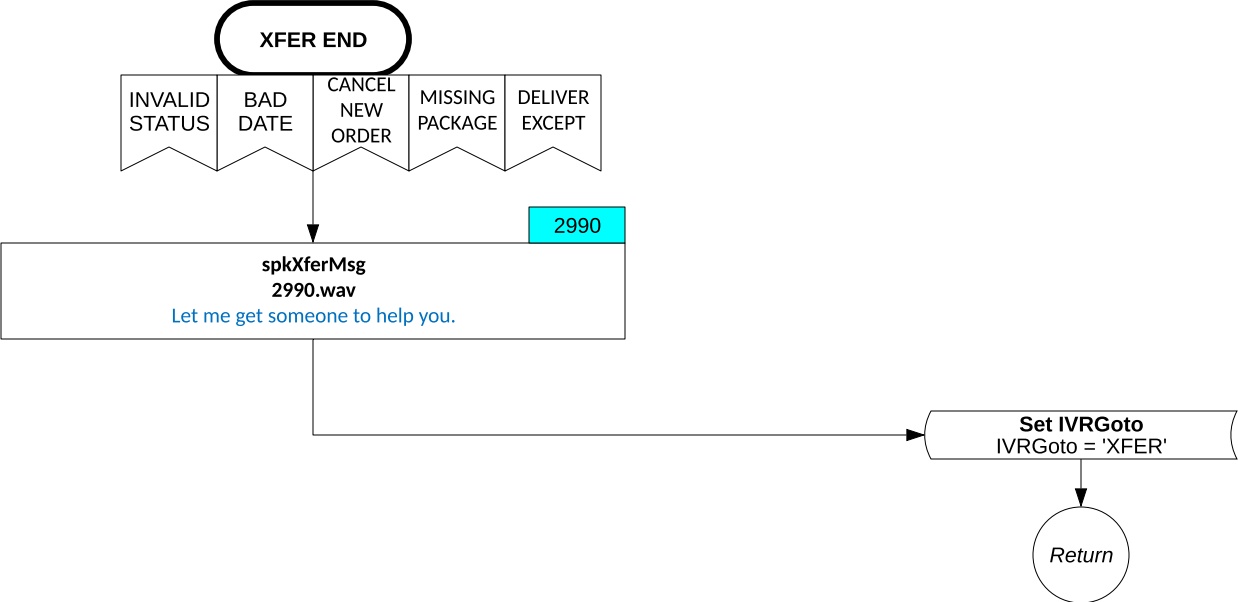 XFER END
INVALID
STATUS
BAD
DATE
CANCEL
NEW
ORDER
MISSING
PACKAGE
DELIVER
EXCEPT
2990
spkXferMsg
2990.wav
Let me get someone to help you.
Set IVRGoto
IVRGoto = 'XFER'
Return